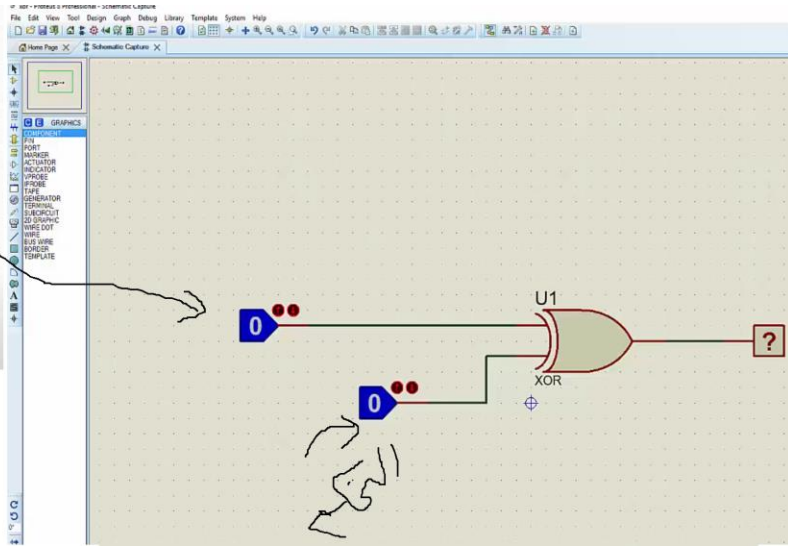 xor - Proteus 8 Professional - Schematic Capture
File Edit View Tool Design Graph Debug Library Template System Help
Home Page
Schematic Capture
C E GRAPHICS
COMPONENT
PIN
PORT
MARKER
ACTUATOR
INDICATOR
VPROBE
IPROBE
TAPE
GENERATOR
TERMINAL
SUBCIRCUIT
2D GRAPHIC
WIRE DOT
WIRE
BUS WIRE
BORDER
TEMPLATE
A
0°
U1
0
?
XOR
0